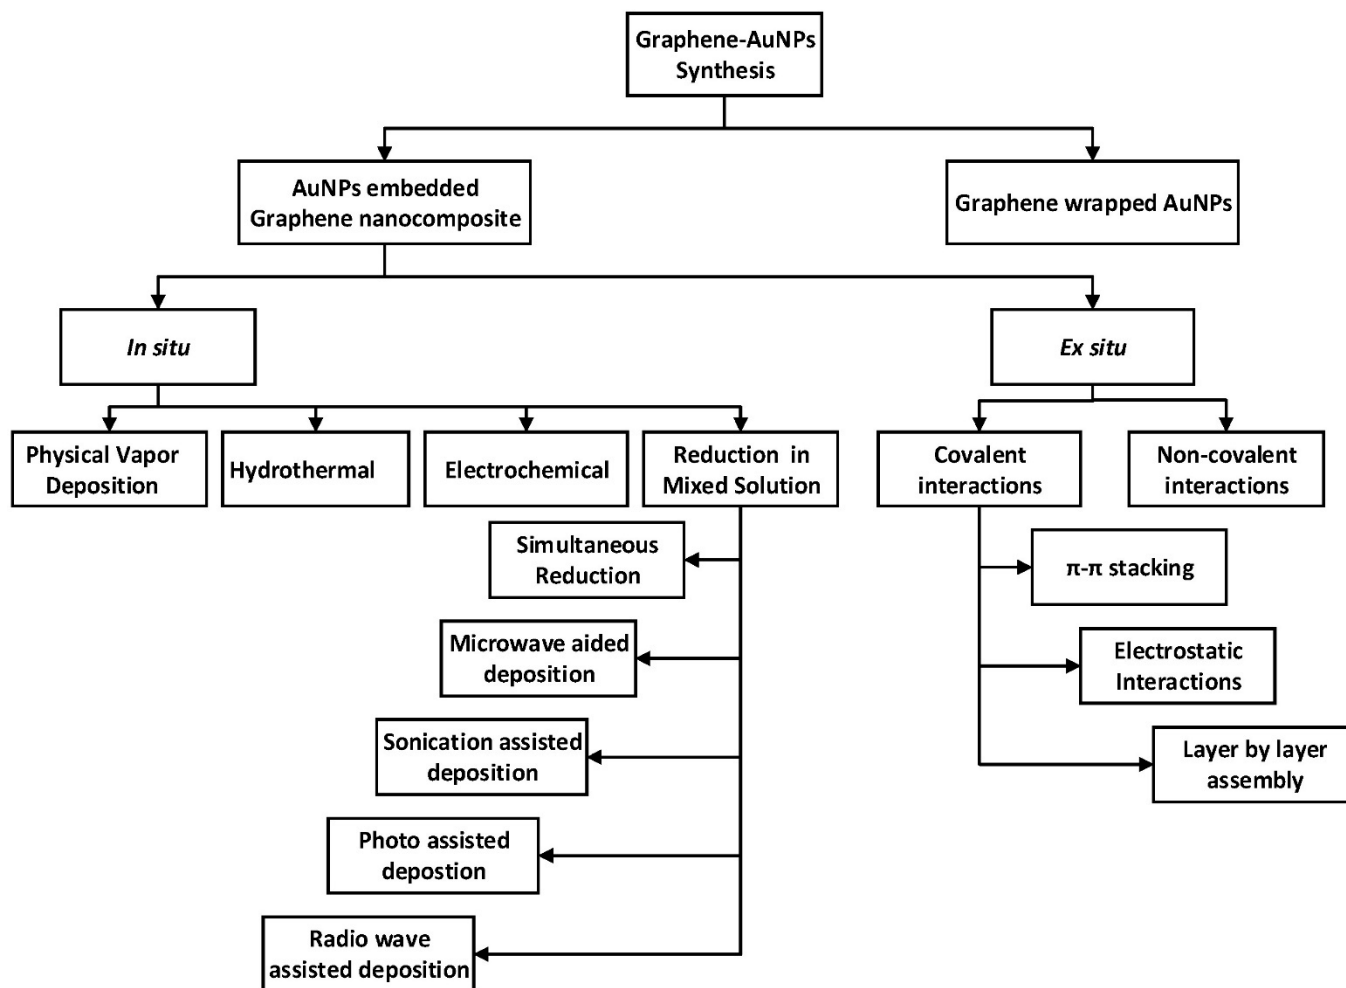 Graphene-AuNPs
Synthesis
AuNPs embedded
Graphene nanocomposite
Graphene wrapped AuNPs
In situ
Ex situ
Physical Vapor
Deposition
Hydrothermal
Electrochemical
Reduction in
Mixed Solution
Covalent
interactions
Non-covalent
interactions
Simultaneous
Reduction
π-π stacking
Microwave aided
deposition
Electrostatic
Interactions
Sonication assisted
deposition
Layer by layer
assembly
Photo assisted
depostion
Radio wave
assisted deposition